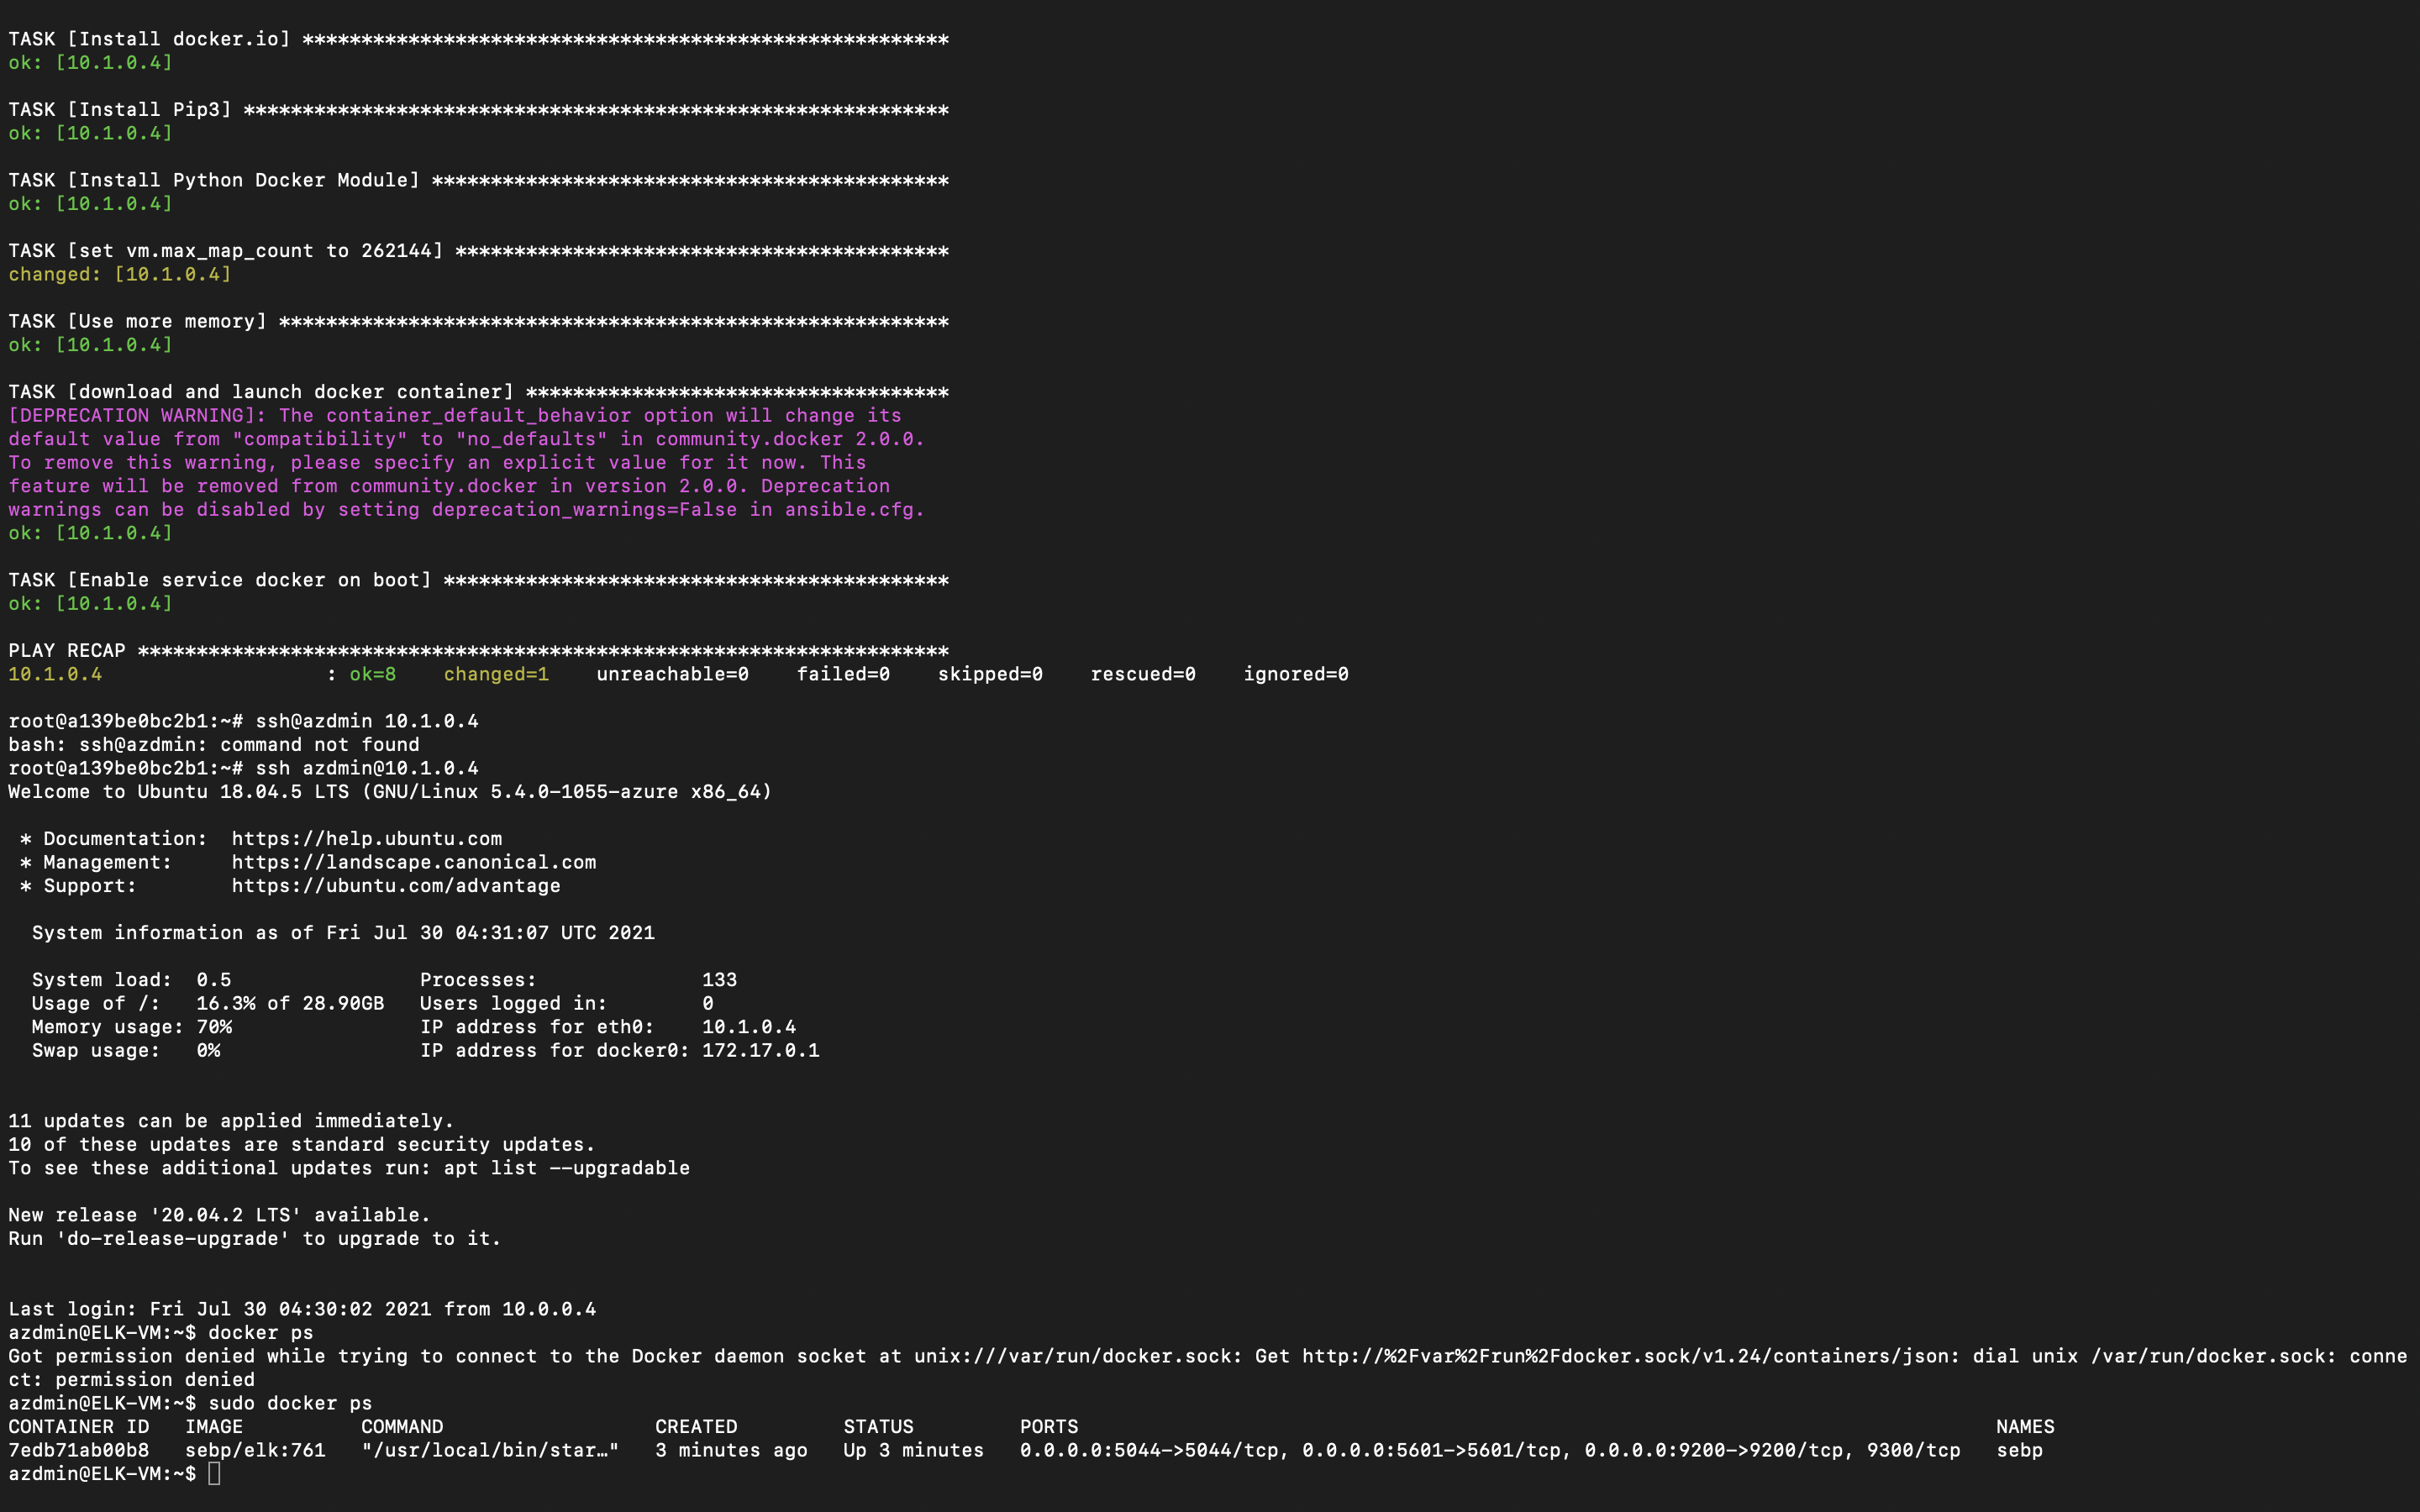 TASK [Install docker.io] *******************************************************
ok: [10.1.0.4]
TASK [Install Pip3] ************************************************************
ok: [10.1.0.4]
TASK [Install Python Docker Module] ********************************************
ok: [10.1.0.4]
TASK [set vm.max_map_count to 262144] ******************************************
changed: [10.1.0.4]
TASK [Use more memory] *********************************************************
ok: [10.1.0.4]
TASK [download and launch docker container] ************************************
[DEPRECATION WARNING]: The container_default_behavior option will change its
default value from "compatibility" to "no_defaults" in community.docker 2.0.0.
To remove this warning, please specify an explicit value for it now. This
feature will be removed from community.docker in version 2.0.0. Deprecation
warnings can be disabled by setting deprecation_warnings=False in ansible.cfg.
ok: [10.1.0.4]
TASK [Enable service docker on boot] *******************************************
ok: [10.1.0.4]
PLAY RECAP *********************************************************************
10.1.0.4                   : ok=8    changed=1    unreachable=0    failed=0    skipped=0    rescued=0    ignored=0
root@a139be0bc2b1:~# ssh@azdmin 10.1.0.4
bash: ssh@azdmin: command not found
root@a139be0bc2b1:~# ssh azdmin@10.1.0.4
Welcome to Ubuntu 18.04.5 LTS (GNU/Linux 5.4.0-1055-azure x86_64)
 * Documentation:  https://help.ubuntu.com
 * Management:     https://landscape.canonical.com
 * Support:        https://ubuntu.com/advantage
  System information as of Fri Jul 30 04:31:07 UTC 2021
  System load:  0.5                Processes:              133
  Usage of /:   16.3% of 28.90GB   Users logged in:        0
  Memory usage: 70%                IP address for eth0:    10.1.0.4
  Swap usage:   0%                 IP address for docker0: 172.17.0.1
11 updates can be applied immediately.
10 of these updates are standard security updates.
To see these additional updates run: apt list --upgradable
New release '20.04.2 LTS' available.
Run 'do-release-upgrade' to upgrade to it.
Last login: Fri Jul 30 04:30:02 2021 from 10.0.0.4
azdmin@ELK-VM:~$ docker ps
Got permission denied while trying to connect to the Docker daemon socket at unix:///var/run/docker.sock: Get http://%2Fvar%2Frun%2Fdocker.sock/v1.24/containers/json: dial unix /var/run/docker.sock: conne
ct: permission denied
azdmin@ELK-VM:~$ sudo docker ps
CONTAINER ID   IMAGE          COMMAND                  CREATED         STATUS         PORTS                                                                              NAMES
7edb71ab00b8   sebp/elk:761   "/usr/local/bin/star…"   3 minutes ago   Up 3 minutes   0.0.0.0:5044->5044/tcp, 0.0.0.0:5601->5601/tcp, 0.0.0.0:9200->9200/tcp, 9300/tcp   sebp
azdmin@ELK-VM:~$